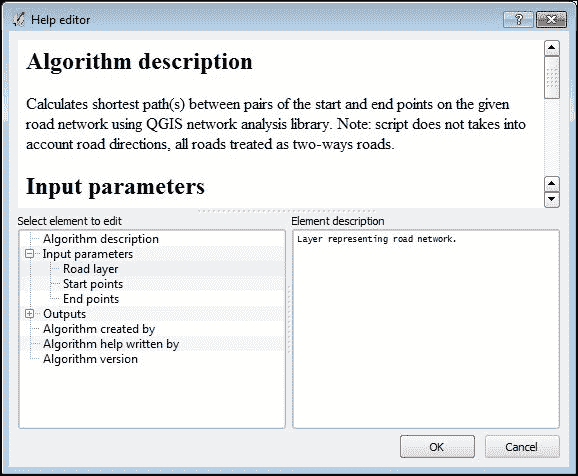 Help editor
Algorithm description
Calculates shortest path(s) between pairs of the start and end points on the given
road network using QGIS network analysis library. Note: script does not takes into
account road directions, all roads treated as two-ways roads.
Input parameters
Select element to edit
Algorithm description
Input parameters
Road layer
Start points
End points
Outputs
Algorithm created by
Algorithm help written by
Algorithm version
Element description
Layer representing road network.
OK
Cancel